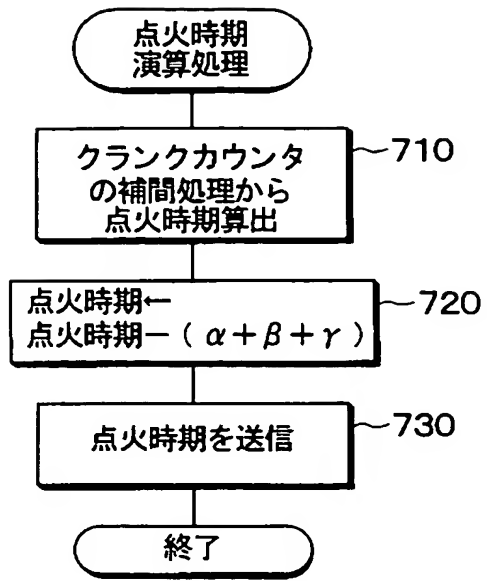 点火時期
演算処理
クランクカウンタ
の補間処理から
点火時期算出
710
点火時期←
点火時期−(α+β+γ)
720
点火時期を送信
730
終了